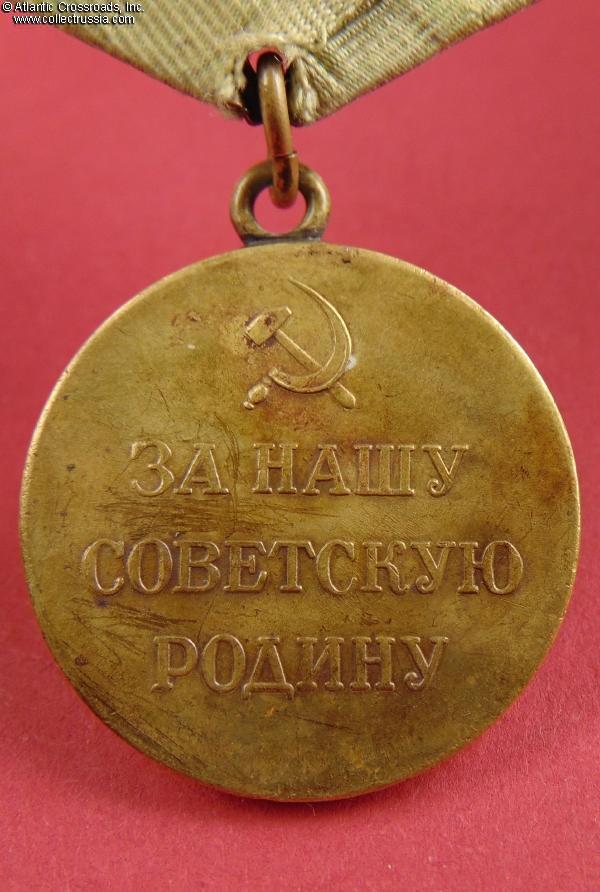 © Atlantic Crossroads, Inc.
www.collectrussia.com
ЗА НАШУ
СОВЕТСКУЮ
РОДИНУ